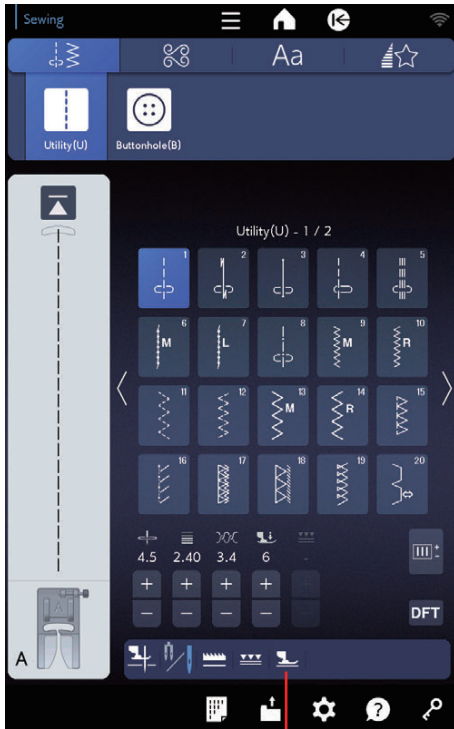 Sewing
Aa
Utility(U) Buttonhole(B)
Utility(U) - 1 / 2
1 2 3 4 5
6 M 7 L 8 9 M 10 R
11 12 13 M 14 R 15
16 17 18 19 20
4.5 2.40 3.4 6 -
+ + + +
- - - - DFT
A
A
?